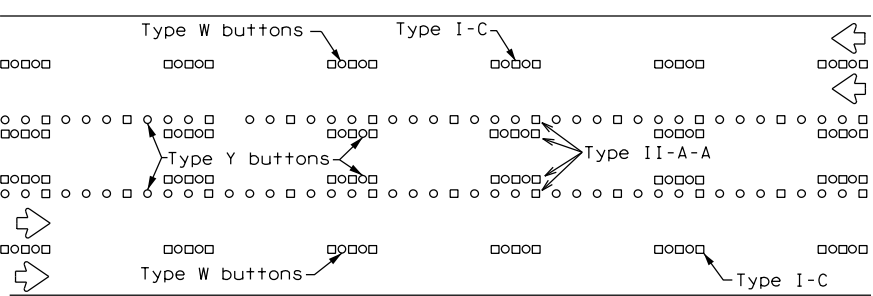 Type W buttons
Type I-C
Type Y buttons
Type II-A-A
Type W buttons
Type I-C